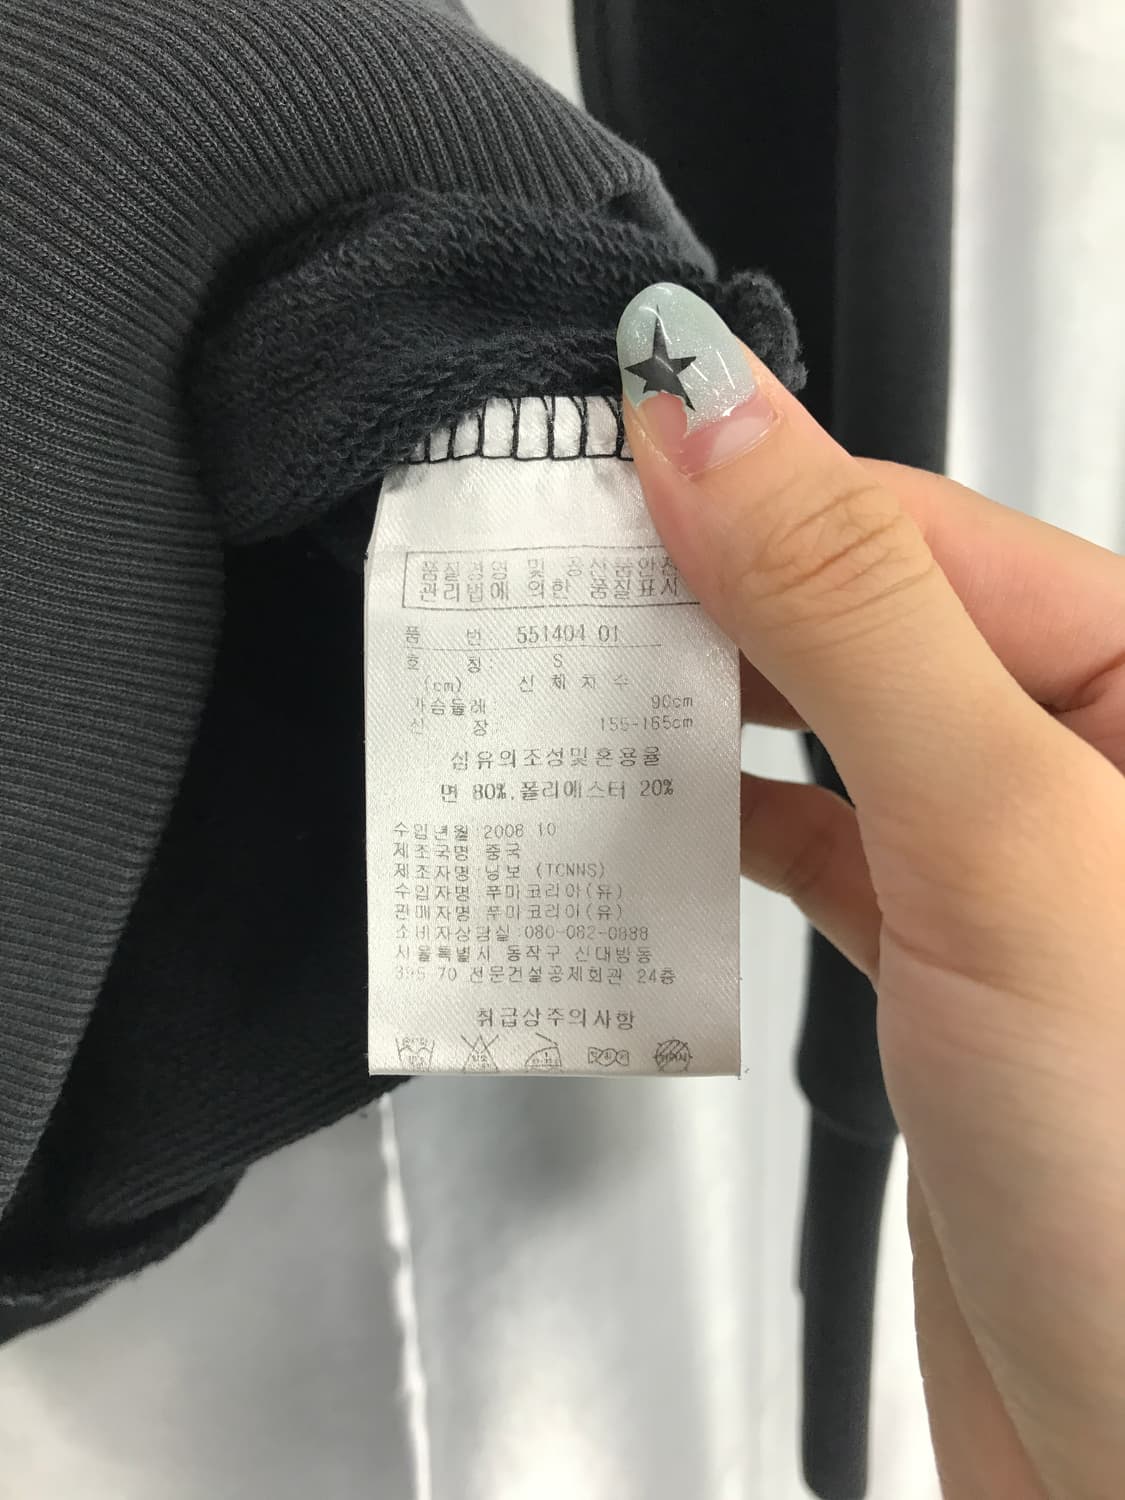 품질경영 및 공산품안전
관리법에 의한 품질표시
품 번: 551404 01
호 칭: S
(cm) 신 체 치 수
가슴둘레: 90cm
신 장: 155-165cm
섬유의조성및혼용율
면 80%,폴리에스터 20%
수입년월:2008 10
제조국명:중국
제조자명:닝보 (TCNNS)
수입자명:푸마코리아(유)
판매자명:푸마코리아(유)
소비자상담실:080-082-0888
서울특별시 동작구 신대방동
395-70 전문건설공제회관 24층
취급상주의사항